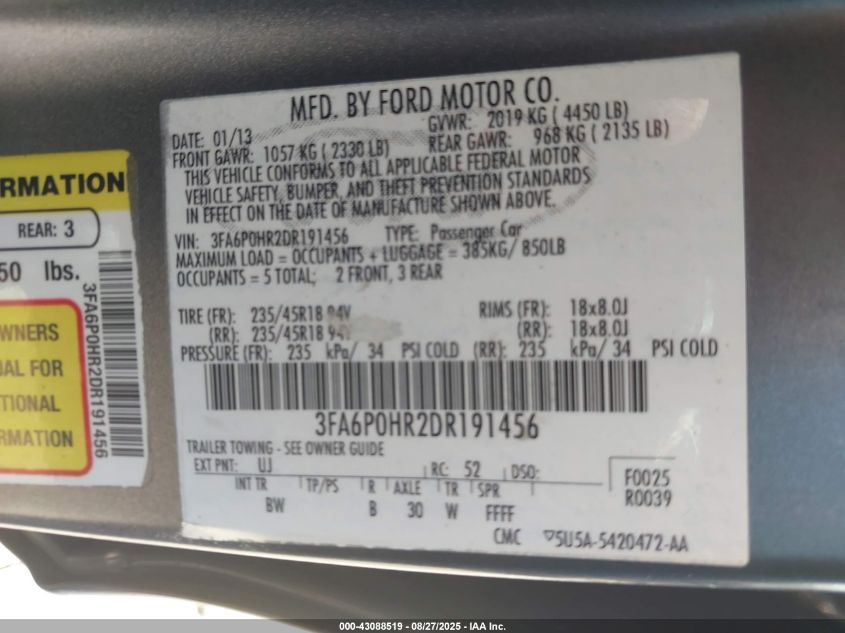 RMATION
REAR: 3
50 lbs.
WNERS
UAL FOR
TIONAL
RMATION
3FA6P0HR2DR191456
MFD. BY FORD MOTOR CO.
DATE: 01/13 GVWR: 2019 KG ( 4450 LB)
FRONT GAWR: 1057 KG ( 2330 LB) REAR GAWR: 968 KG ( 2135 LB)
THIS VEHICLE CONFORMS TO ALL APPLICABLE FEDERAL MOTOR
VEHICLE SAFETY, BUMPER, AND THEFT PREVENTION STANDARDS
IN EFFECT ON THE DATE OF MANUFACTURE SHOWN ABOVE.
VIN: 3FA6P0HR2DR191456 TYPE: Passenger Car
MAXIMUM LOAD = OCCUPANTS + LUGGAGE = 385KG/ 850LB
OCCUPANTS = 5 TOTAL; 2 FRONT, 3 REAR
TIRE (FR): 235/45R18 94V RIMS (FR): 18x8.0J
(RR): 235/45R18 94V (RR): 18x8.0J
PRESSURE (FR): 235 kPa/ 34 PSI COLD (RR): 235 kPa/ 34 PSI COLD
3FA6P0HR2DR191456
TRAILER TOWING - SEE OWNER GUIDE
EXT PNT: UJ RC: 52 DSO: F0025
INT TR TP/PS R AXLE TR SPR R0039
BW B 30 W FFFF
CMC 5U5A-5420472-AA
000-43088519 - 08/27/2025 - IAA Inc.